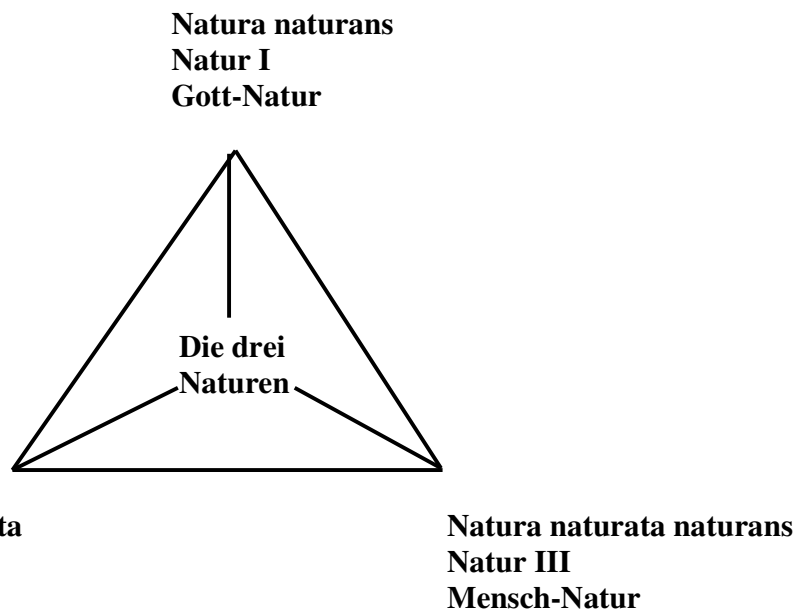 Natura naturans
Natur I
Gott-Natur
Die drei
Naturen
ta
Natura naturata naturans
Natur III
Mensch-Natur